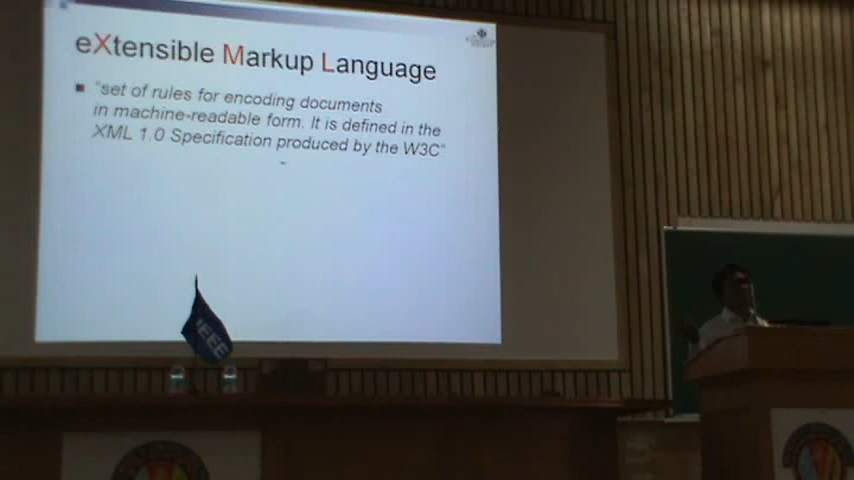 eXtensible Markup Language
"set of rules for encoding documents
in machine-readable form. It is defined in the
XML 1.0 Specification produced by the W3C"
IEEE